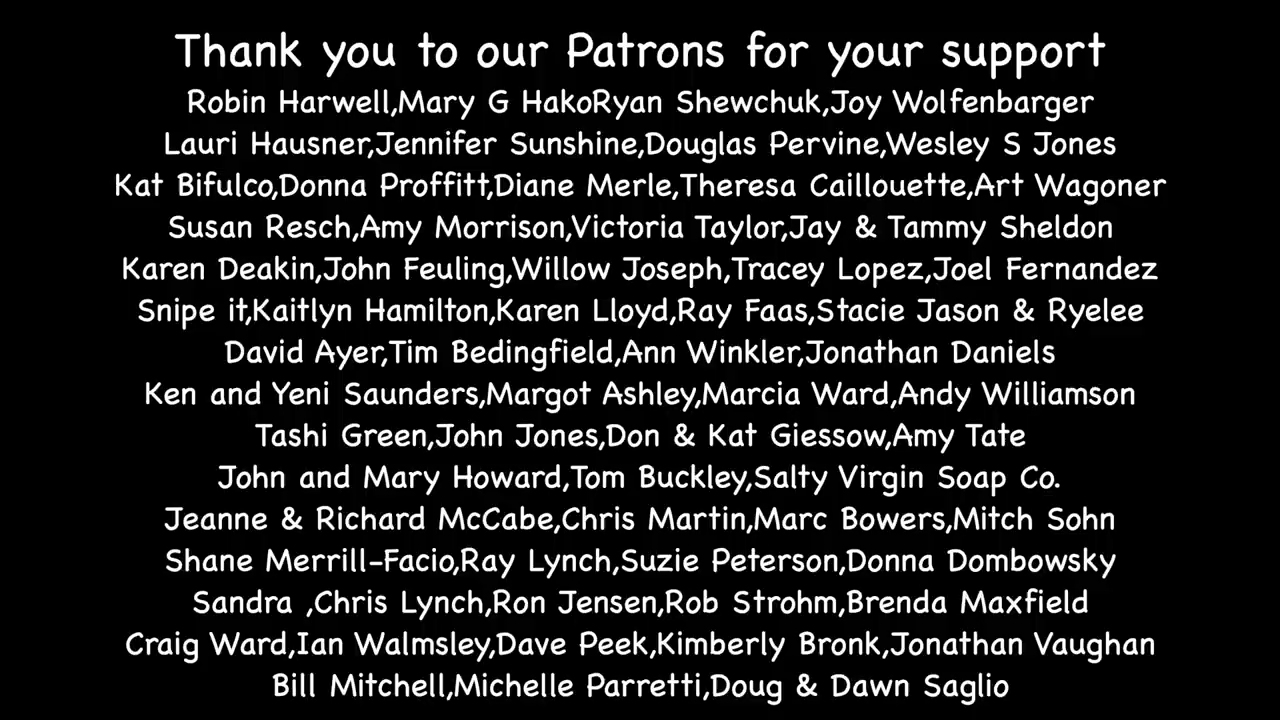 Thank you to our Patrons for your support
Robin Harwell,Mary G HakoRyan Shewchuk,Joy Wolfenbarger
Lauri Hausner,Jennifer Sunshine,Douglas Pervine,Wesley S Jones
Kat Bifulco,Donna Proffitt,Diane Merle,Theresa Caillouette,Art Wagoner
Susan Resch,Amy Morrison,Victoria Taylor,Jay & Tammy Sheldon
Karen Deakin,John Feuling,Willow Joseph,Tracey Lopez,Joel Fernandez
Snipe it,Kaitlyn Hamilton,Karen Lloyd,Ray Faas,Stacie Jason & Ryelee
David Ayer,Tim Bedingfield,Ann Winkler,Jonathan Daniels
Ken and Yeni Saunders,Margot Ashley,Marcia Ward,Andy Williamson
Tashi Green,John Jones,Don & Kat Giessow,Amy Tate
John and Mary Howard,Tom Buckley,Salty Virgin Soap Co.
Jeanne & Richard McCabe,Chris Martin,Marc Bowers,Mitch Sohn
Shane Merrill-Facio,Ray Lynch,Suzie Peterson,Donna Dombowsky
Sandra ,Chris Lynch,Ron Jensen,Rob Strohm,Brenda Maxfield
Craig Ward,Ian Walmsley,Dave Peek,Kimberly Bronk,Jonathan Vaughan
Bill Mitchell,Michelle Parretti,Doug & Dawn Saglio